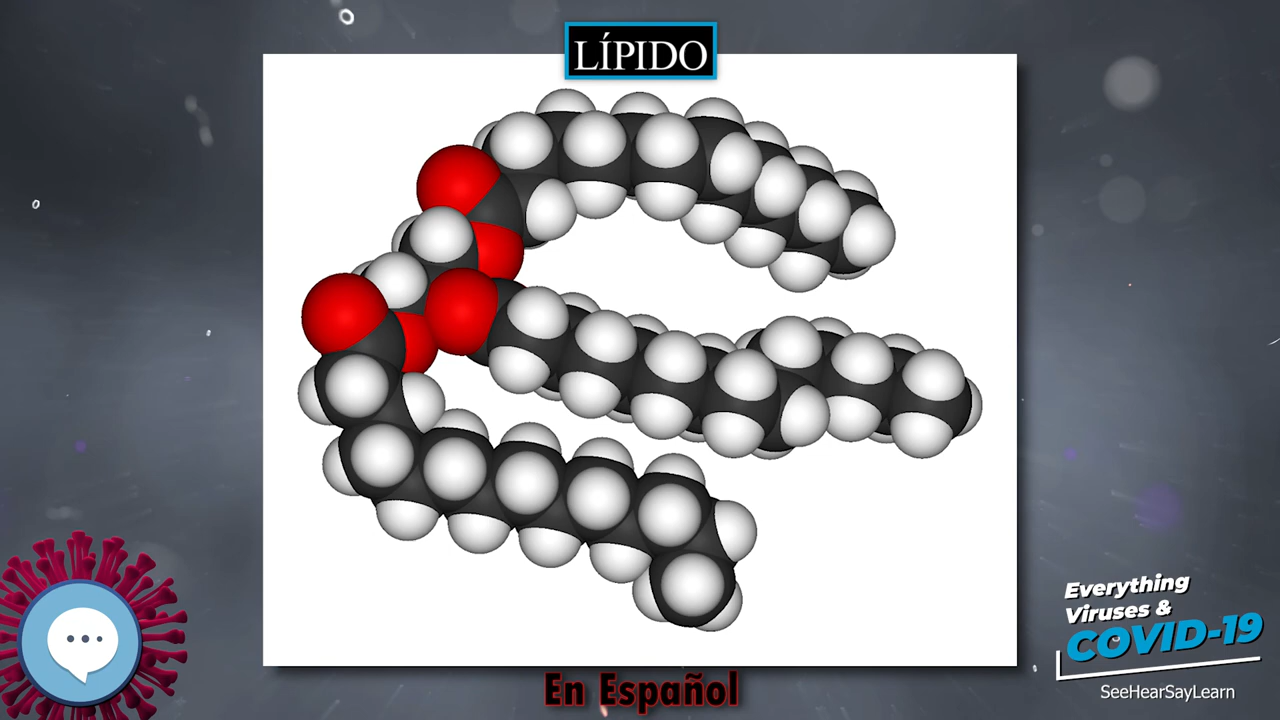 LÍPIDO
En Español
Everything
Viruses &
COVID-19
SeeHearSayLearn